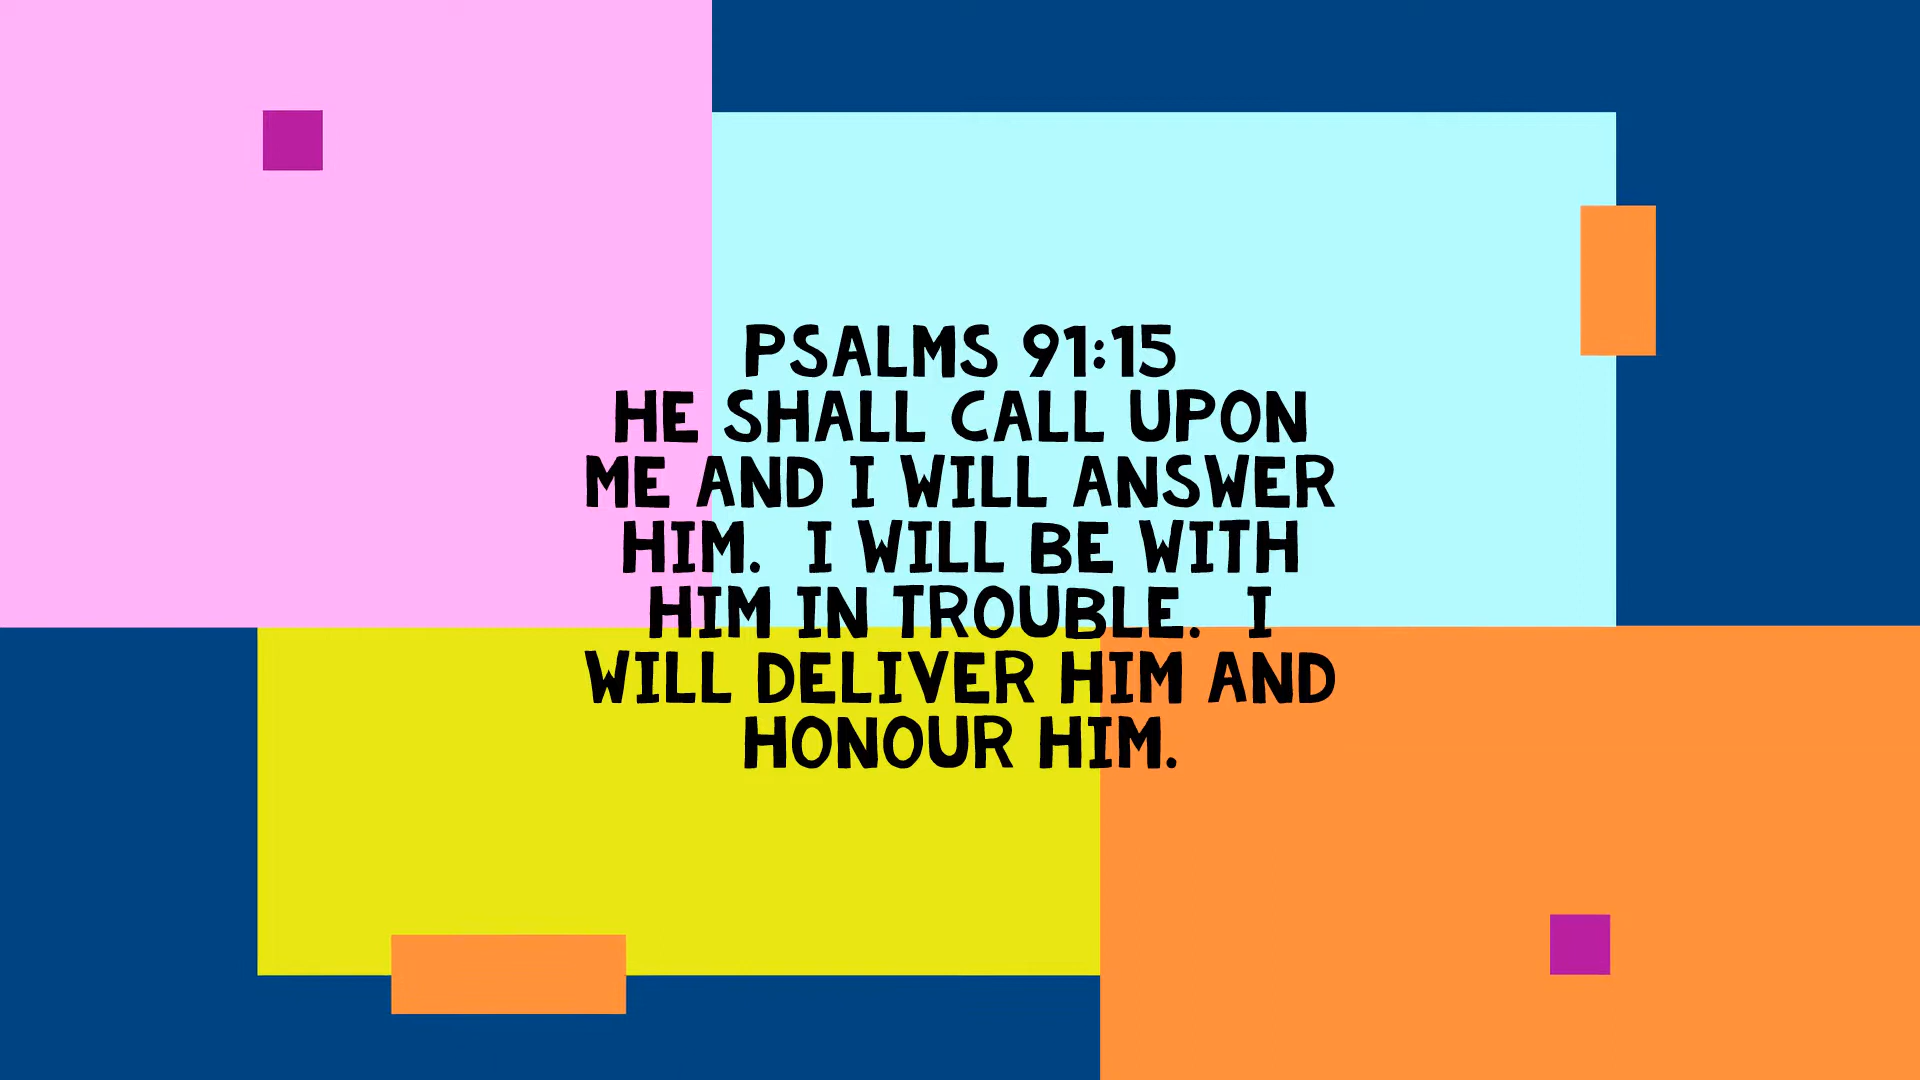 PSALMS 91:15
HE SHALL CALL UPON
ME AND I WILL ANSWER
HIM.  I WILL BE WITH
HIM IN TROUBLE.  I
WILL DELIVER HIM AND
HONOUR HIM.